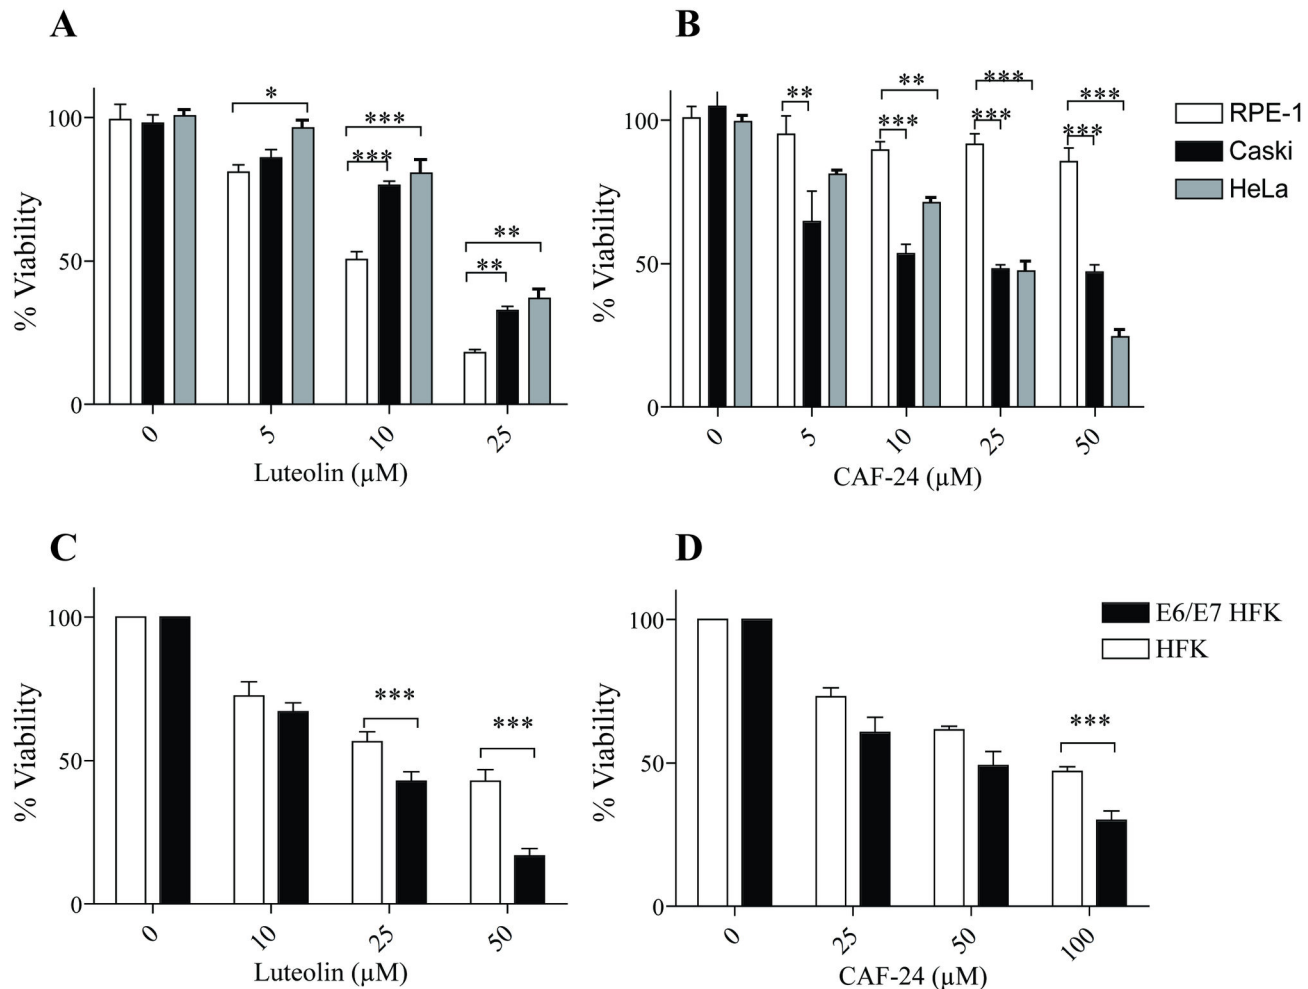 A
B
* 
***
***
**
**
**
**
***
***
***
***
***
RPE-1
Caski
HeLa
% Viability
100
50
0
0
5
10
25
Luteolin (µM)
% Viability
100
50
0
0
5
10
25
50
CAF-24 (µM)
C
D
% Viability
100
50
0
***
***
0
10
25
50
Luteolin (µM)
% Viability
100
50
0
***
E6/E7 HFK
HFK
0
25
50
100
CAF-24 (µM)